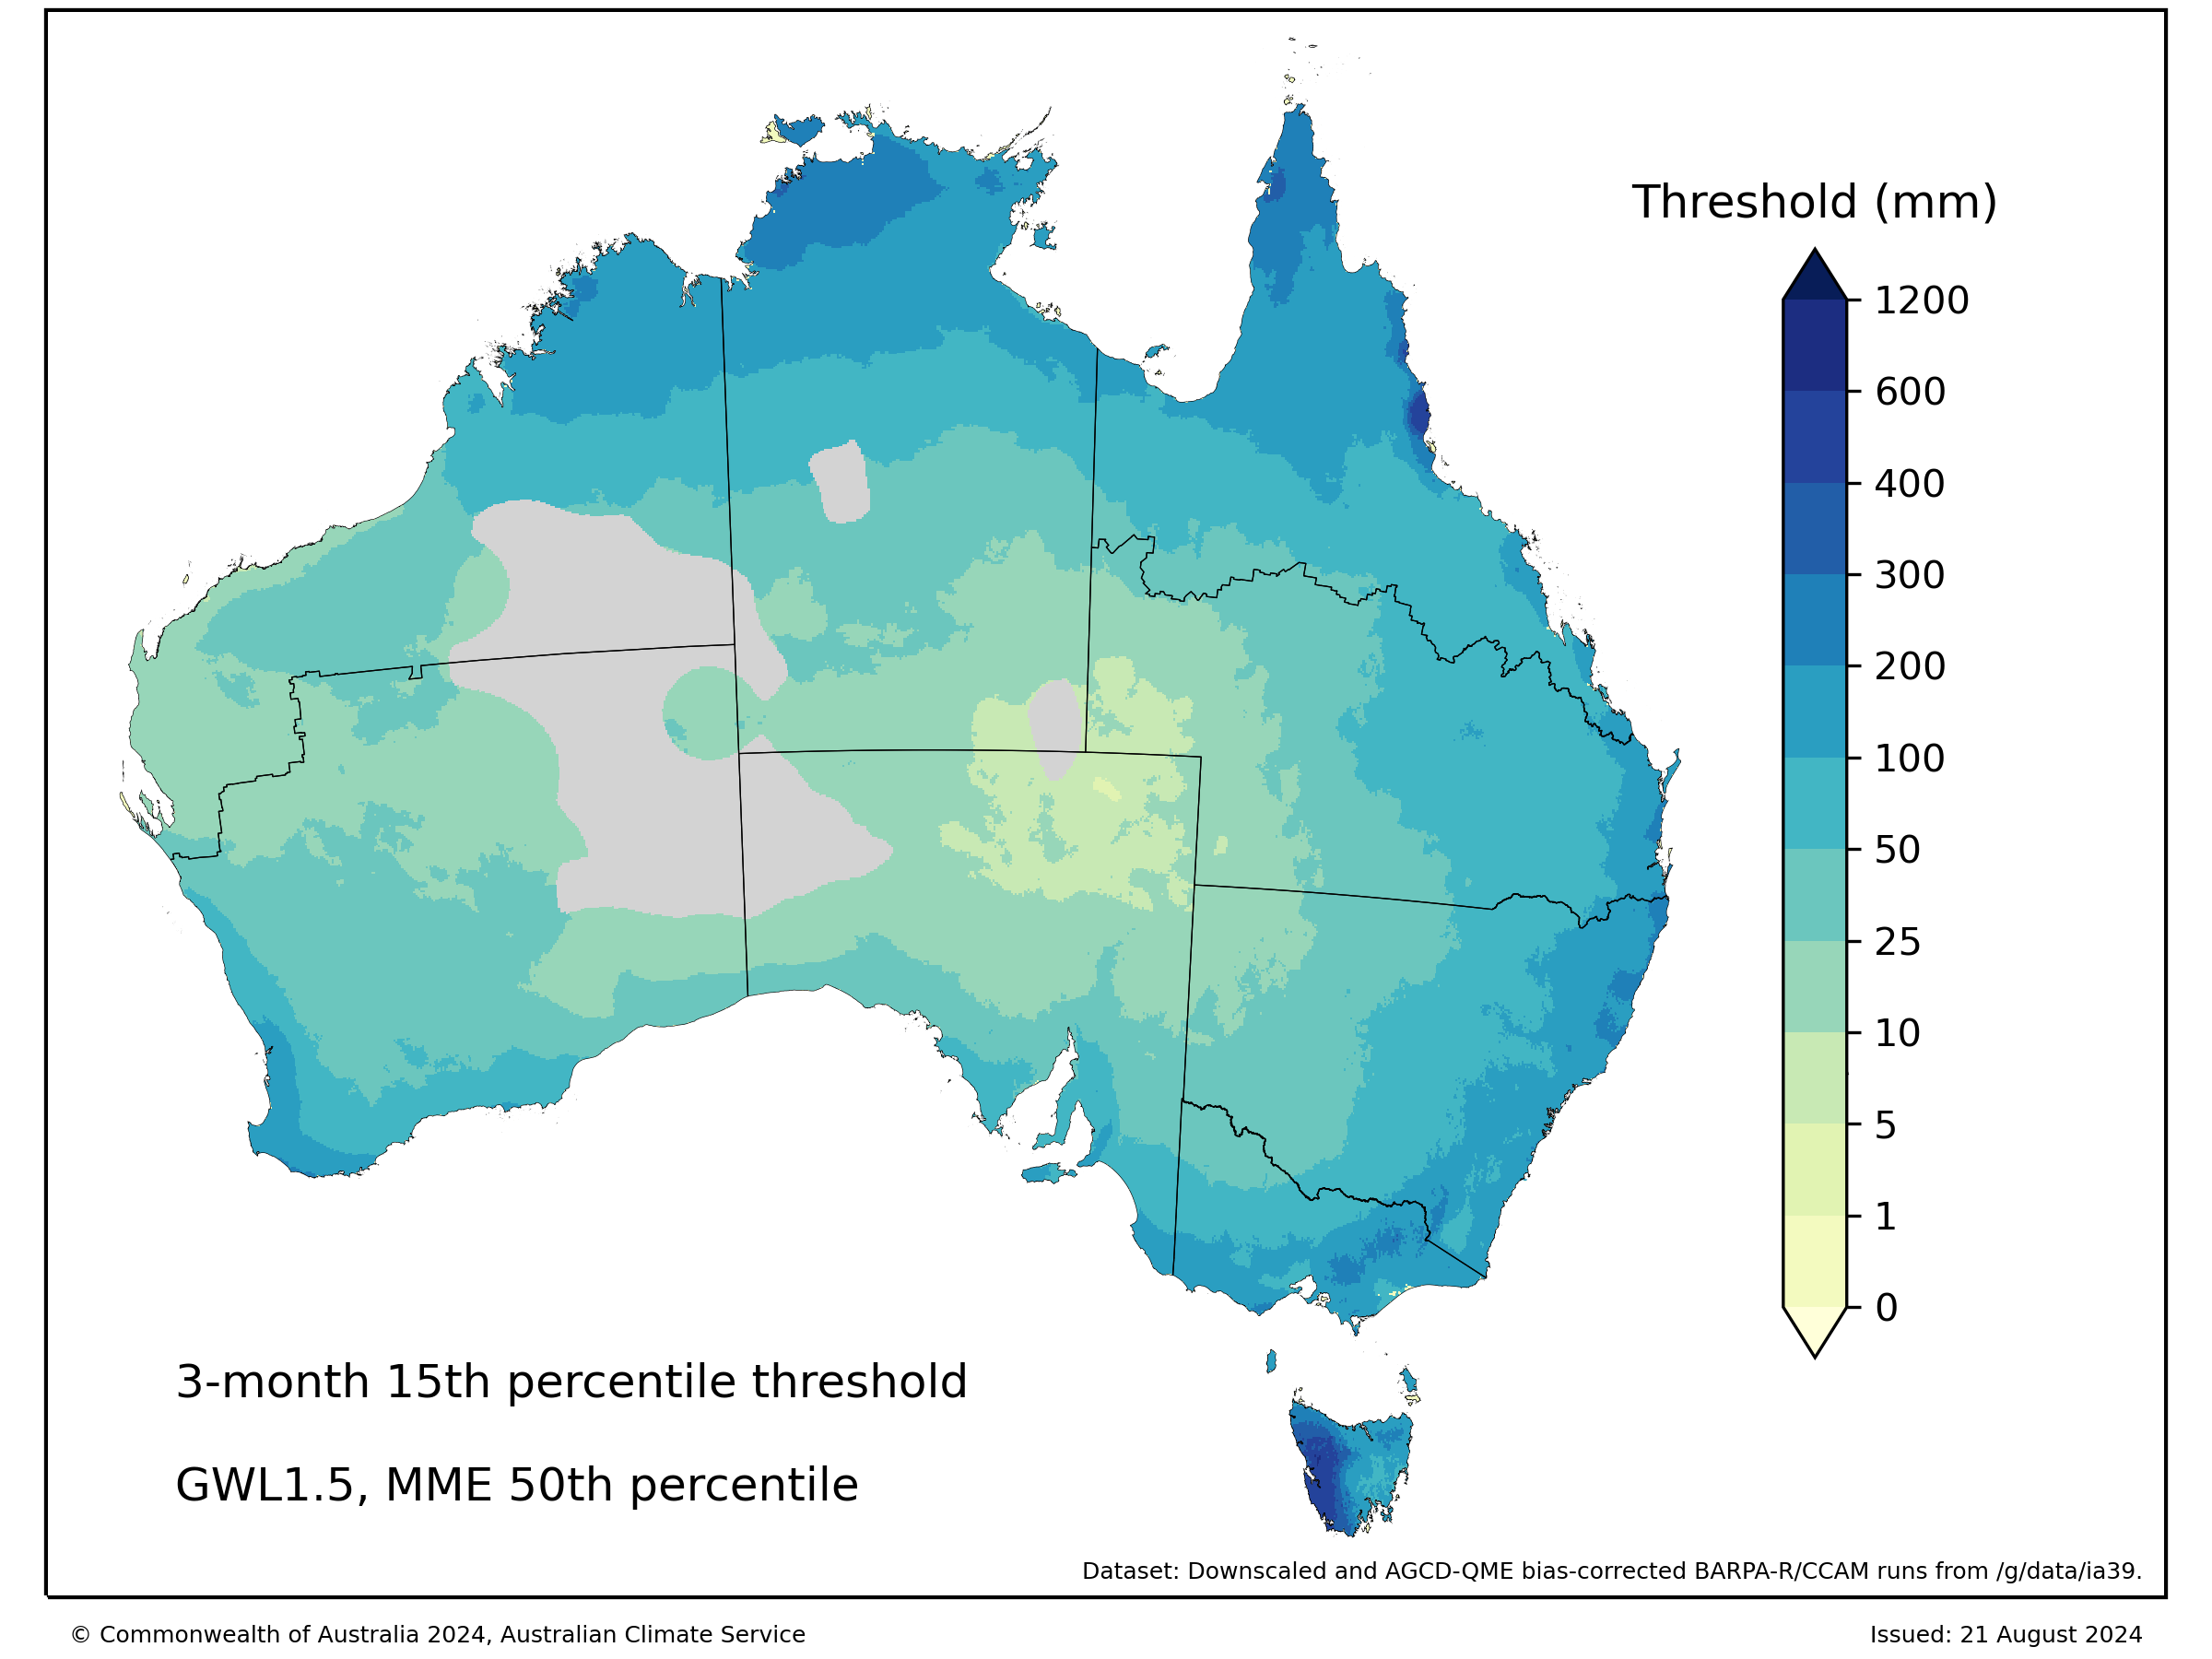 Threshold (mm)
1200
600
400
300
200
100
50
25
10
5
1
0
3-month 15th percentile threshold
GWL1.5, MME 50th percentile
Dataset: Downscaled and AGCD-QME bias-corrected BARPA-R/CCAM runs from /g/data/ia39.
© Commonwealth of Australia 2024, Australian Climate Service
Issued: 21 August 2024